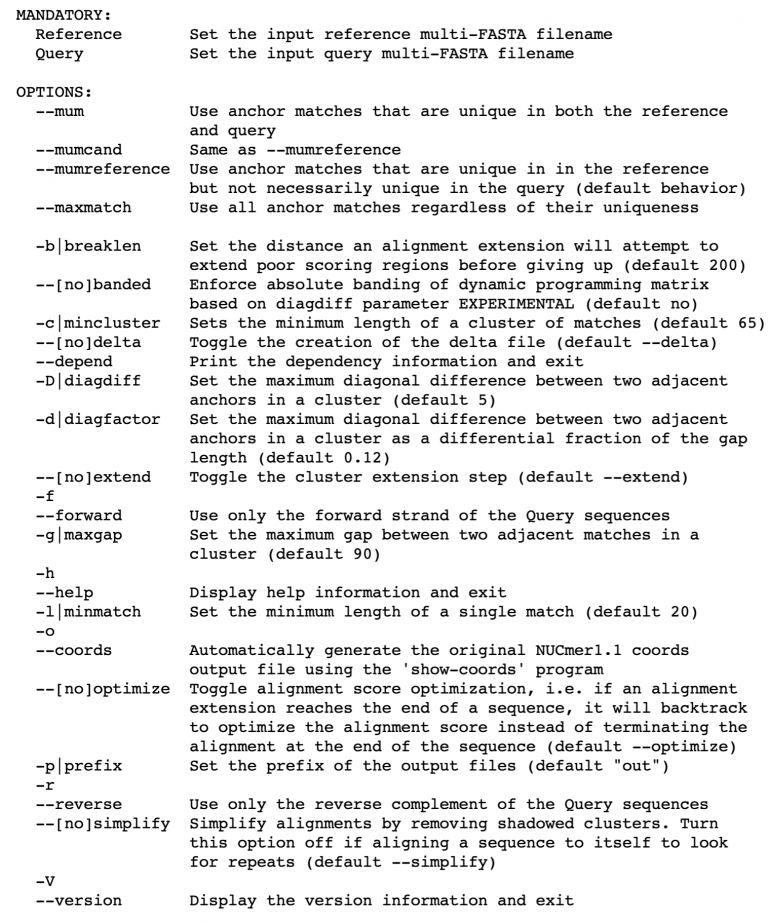 MANDATORY:
Reference Set the input reference multi-FASTA filename
Query Set the input query multi-FASTA filename
OPTIONS:
--mum Use anchor matches that are unique in both the reference
and query
--mumcand Same as --mumreference
--mumreference Use anchor matches that are unique in in the reference
but not necessarily unique in the query (default behavior)
--maxmatch Use all anchor matches regardless of their uniqueness
-b|breaklen Set the distance an alignment extension will attempt to
extend poor scoring regions before giving up (default 200)
--[no]banded Enforce absolute banding of dynamic programming matrix
based on diagdiff parameter EXPERIMENTAL (default no)
-c|mincluster Sets the minimum length of a cluster of matches (default 65)
--[no]delta Toggle the creation of the delta file (default --delta)
--depend Print the dependency information and exit
-D|diagdiff Set the maximum diagonal difference between two adjacent
anchors in a cluster (default 5)
-d|diagfactor Set the maximum diagonal difference between two adjacent
anchors in a cluster as a differential fraction of the gap
length (default 0.12)
--[no]extend Toggle the cluster extension step (default --extend)
-f
--forward Use only the forward strand of the Query sequences
-g|maxgap Set the maximum gap between two adjacent matches in a
cluster (default 90)
-h
--help Display help information and exit
-l|minmatch Set the minimum length of a single match (default 20)
-o
--coords Automatically generate the original NUCmer1.1 coords
output file using the 'show-coords' program
--[no]optimize Toggle alignment score optimization, i.e. if an alignment
extension reaches the end of a sequence, it will backtrack
to optimize the alignment score instead of terminating the
alignment at the end of the sequence (default --optimize)
-p|prefix Set the prefix of the output files (default "out")
-r
--reverse Use only the reverse complement of the Query sequences
--[no]simplify Simplify alignments by removing shadowed clusters. Turn
this option off if aligning a sequence to itself to look
for repeats (default --simplify)
-V
--version Display the version information and exit